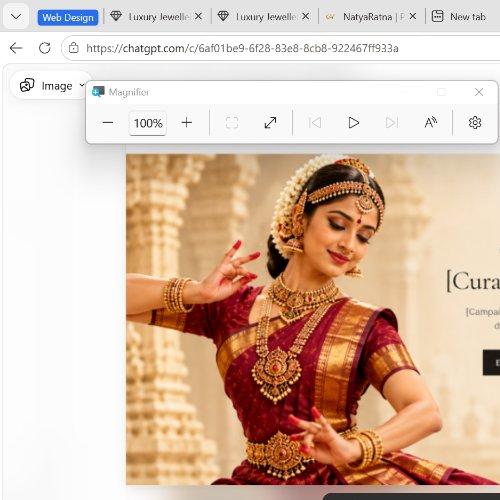 Web Design
Luxury Jewelle
Luxury Jewelle
NatyaRatna | P
New tab
https://chatgpt.com/c/6af01be9-6f28-83e8-8cb8-922467ff933a
Image
Magnifier
100%
[Cura
[Campai
d